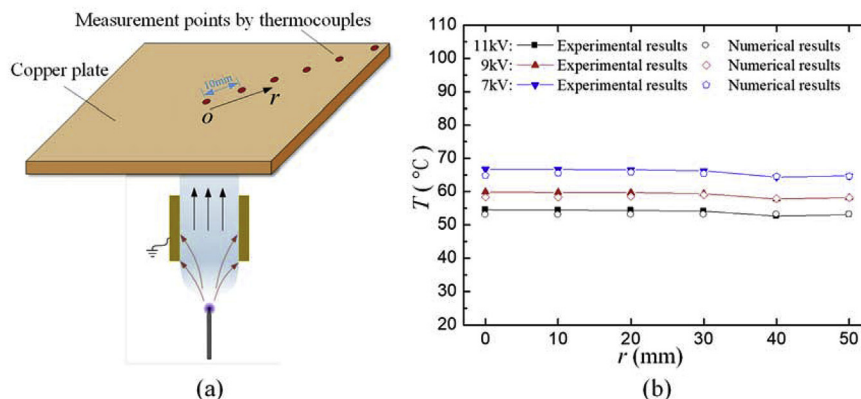 Measurement points by thermocouples
Copper plate
10mm
o
r
(a)
11kV: Experimental results Numerical results
9kV: Experimental results Numerical results
7kV: Experimental results Numerical results
T ( °C)
110
100
90
80
70
60
50
40
30
20
0 10 20 30 40 50
r (mm)
(b)